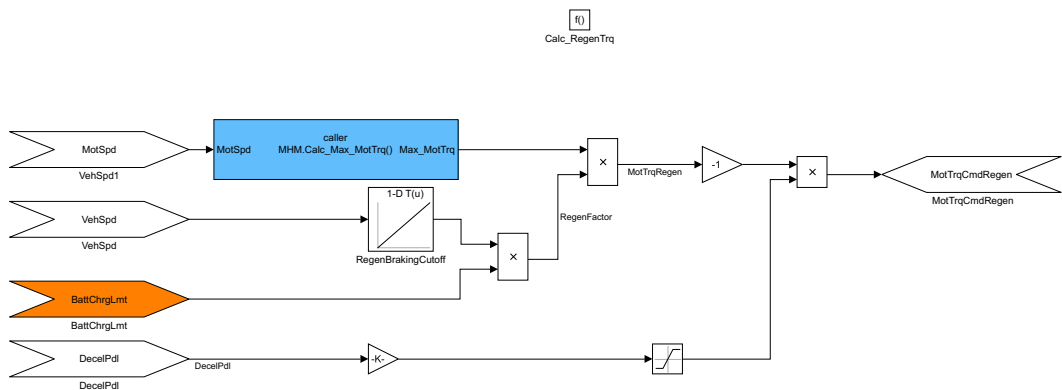 f()
Calc_RegenTrq
MotSpd
VehSpd1
caller
MotSpd MHM.Calc_Max_MotTrq() Max_MotTrq
×
MotTrqRegen
-1
×
MotTrqCmdRegen
MotTrqCmdRegen
VehSpd
VehSpd
1-D T(u)
RegenBrakingCutoff
×
RegenFactor
BattChrgLmt
BattChrgLmt
DecelPdl
DecelPdl
DecelPdl
-K-